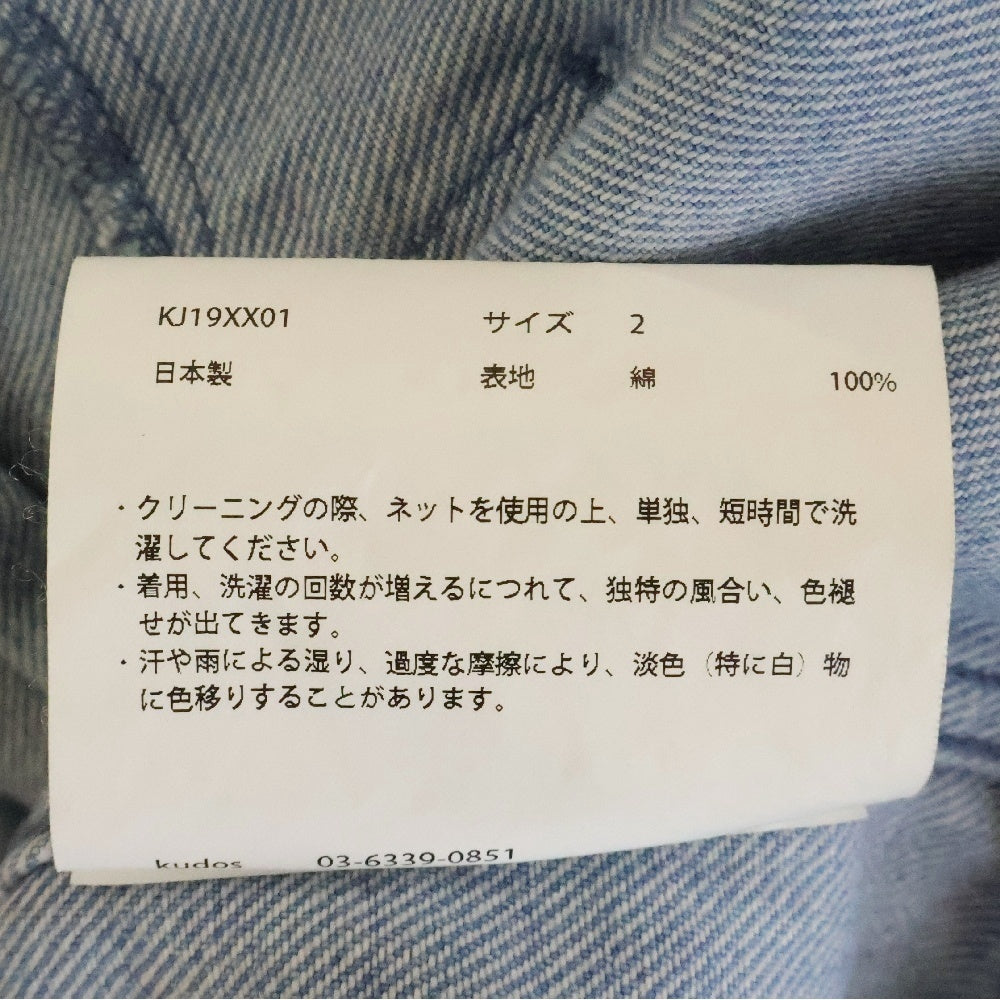 KJ19XX01 サイズ 2
日本製 表地 綿 100%
・クリーニングの際、ネットを使用の上、単独、短時間で洗
濯してください。
・着用、洗濯の回数が増えるにつれて、独特の風合い、色褪
せが出てきます。
・汗や雨による湿り、過度な摩擦により、淡色（特に白）物
に色移りすることがあります。
kudos 03-6339-0851